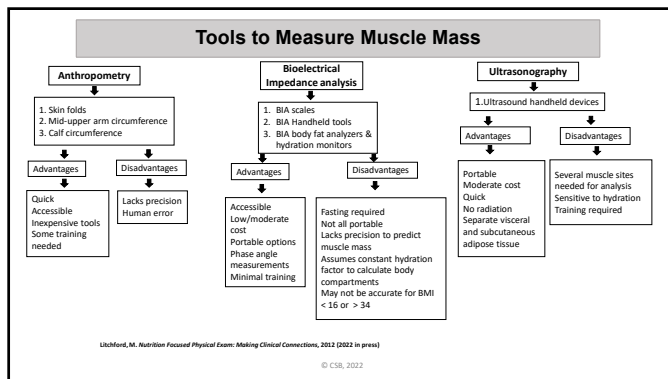 Tools to Measure Muscle Mass
Anthropometry
1. Skin folds
2. Mid-upper arm circumference
3. Calf circumference
Advantages
Quick
Accessible
Inexpensive tools
Some training
needed
Disadvantages
Lacks precision
Human error
Bioelectrical
Impedance analysis
1. BIA scales
2. BIA Handheld tools
3. BIA body fat analyzers &
hydration monitors
Advantages
Accessible
Low/moderate
cost
Portable options
Phase angle
measurements
Minimal training
Disadvantages
Fasting required
Not all portable
Lacks precision to predict
muscle mass
Assumes constant hydration
factor to calculate body
compartments
May not be accurate for BMI
< 16 or > 34
Ultrasonography
1.Ultrasound handheld devices
Advantages
Portable
Moderate cost
Quick
No radiation
Separate visceral
and subcutaneous
adipose tissue
Disadvantages
Several muscle sites
needed for analysis
Sensitive to hydration
Training required
Litchford, M. Nutrition Focused Physical Exam: Making Clinical Connections, 2012 (2022 in press)
© CSB, 2022